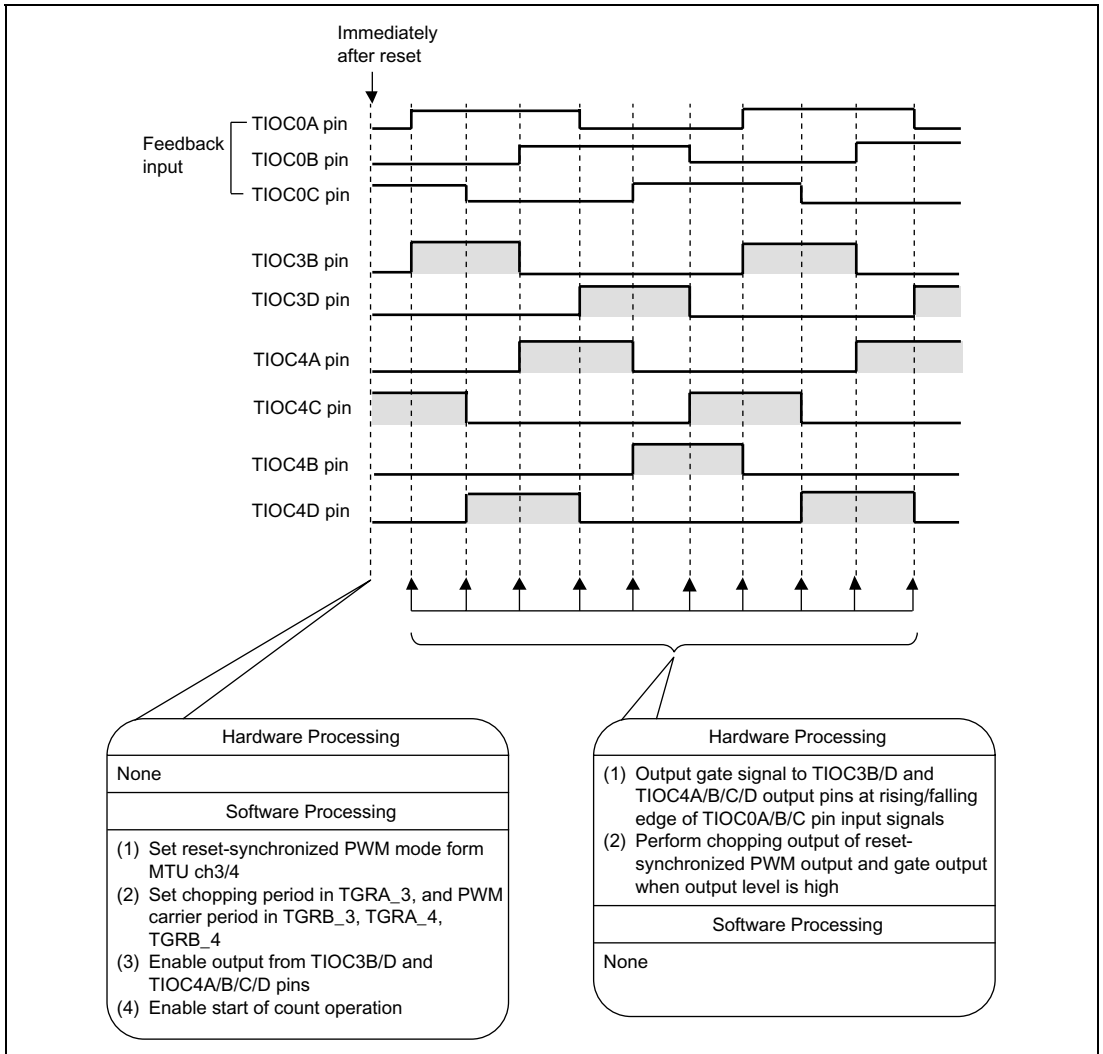 Immediately
after reset
Feedback
input
TIOC0A pin
TIOC0B pin
TIOC0C pin
TIOC3B pin
TIOC3D pin
TIOC4A pin
TIOC4C pin
TIOC4B pin
TIOC4D pin
Hardware Processing
None
Software Processing
(1) Set reset-synchronized PWM mode form
MTU ch3/4
(2) Set chopping period in TGRA_3, and PWM
carrier period in TGRB_3, TGRA_4,
TGRB_4
(3) Enable output from TIOC3B/D and
TIOC4A/B/C/D pins
(4) Enable start of count operation
Hardware Processing
(1) Output gate signal to TIOC3B/D and
TIOC4A/B/C/D output pins at rising/falling
edge of TIOC0A/B/C pin input signals
(2) Perform chopping output of reset-
synchronized PWM output and gate output
when output level is high
Software Processing
None